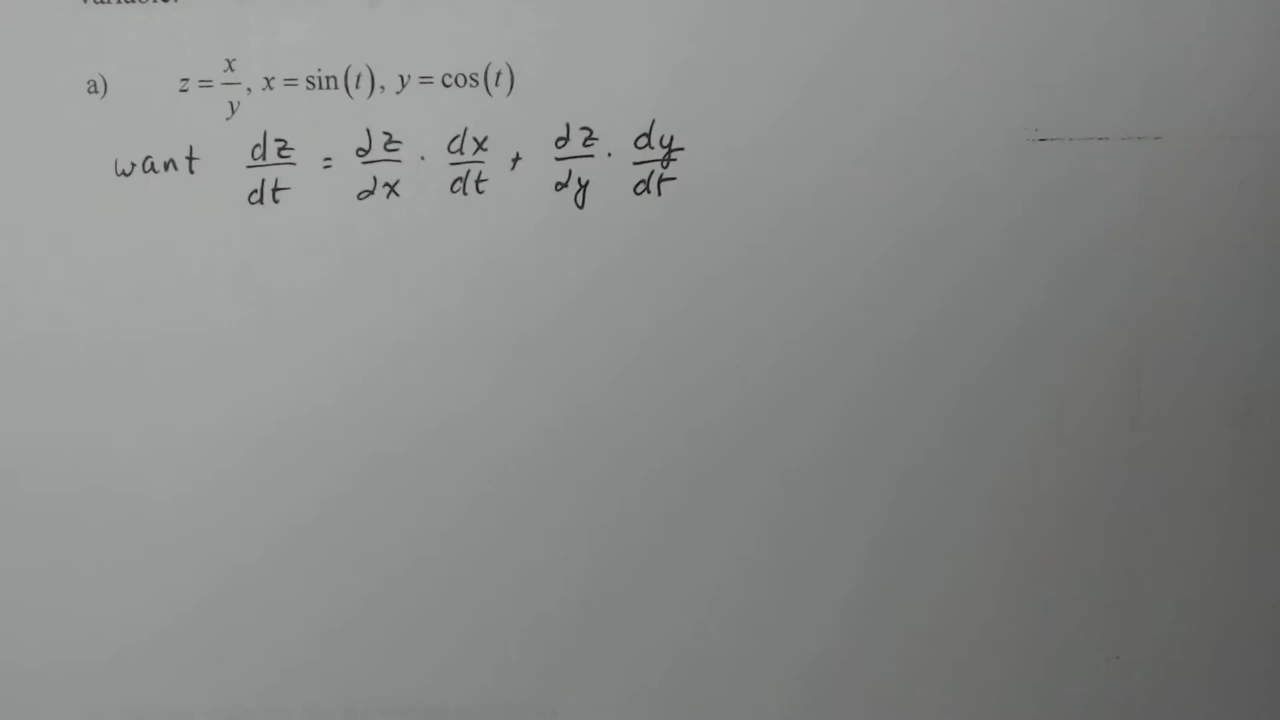 a) z = x/y, x = sin(t), y = cos(t)
want dz/dt = ∂z/∂x · dx/dt + ∂z/∂y · dy/dt